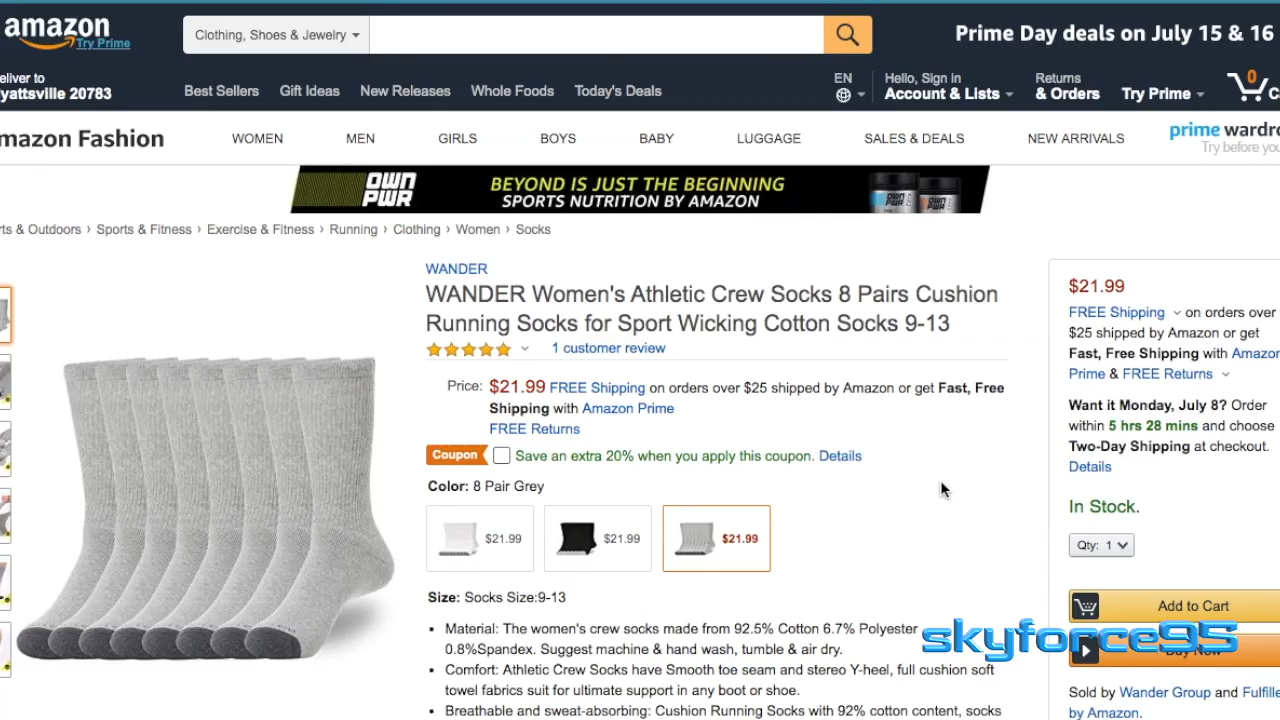 amazon
Try Prime
Clothing, Shoes & Jewelry
Prime Day deals on July 15 & 16
eliver to
yattsville 20783
Best Sellers Gift Ideas New Releases Whole Foods Today's Deals
EN
Hello, Sign in
Account & Lists
Returns
& Orders
Try Prime
0
C
mazon Fashion
WOMEN MEN GIRLS BOYS BABY LUGGAGE SALES & DEALS NEW ARRIVALS
prime wardro
Try before you
OWN PWR
BEYOND IS JUST THE BEGINNING
SPORTS NUTRITION BY AMAZON
OWN PWR
OWN PWR
rts & Outdoors › Sports & Fitness › Exercise & Fitness › Running › Clothing › Women › Socks
WANDER
WANDER Women's Athletic Crew Socks 8 Pairs Cushion
Running Socks for Sport Wicking Cotton Socks 9-13
1 customer review
Price: $21.99 FREE Shipping on orders over $25 shipped by Amazon or get Fast, Free
Shipping with Amazon Prime
FREE Returns
Coupon Save an extra 20% when you apply this coupon. Details
Color: 8 Pair Grey
$21.99 $21.99 $21.99
Size: Socks Size:9-13
• Material: The women's crew socks made from 92.5% Cotton 6.7% Polyester
0.8%Spandex. Suggest machine & hand wash, tumble & air dry.
• Comfort: Athletic Crew Socks have Smooth toe seam and stereo Y-heel, full cushion soft
towel fabrics suit for ultimate support in any boot or shoe.
• Breathable and sweat-absorbing: Cushion Running Socks with 92% cotton content, socks
$21.99
FREE Shipping on orders over
$25 shipped by Amazon or get
Fast, Free Shipping with Amazon
Prime & FREE Returns
Want it Monday, July 8? Order
within 5 hrs 28 mins and choose
Two-Day Shipping at checkout.
Details
In Stock.
Qty: 1
Add to Cart
skyforce95
Buy Now
Sold by Wander Group and Fulfille
by Amazon.